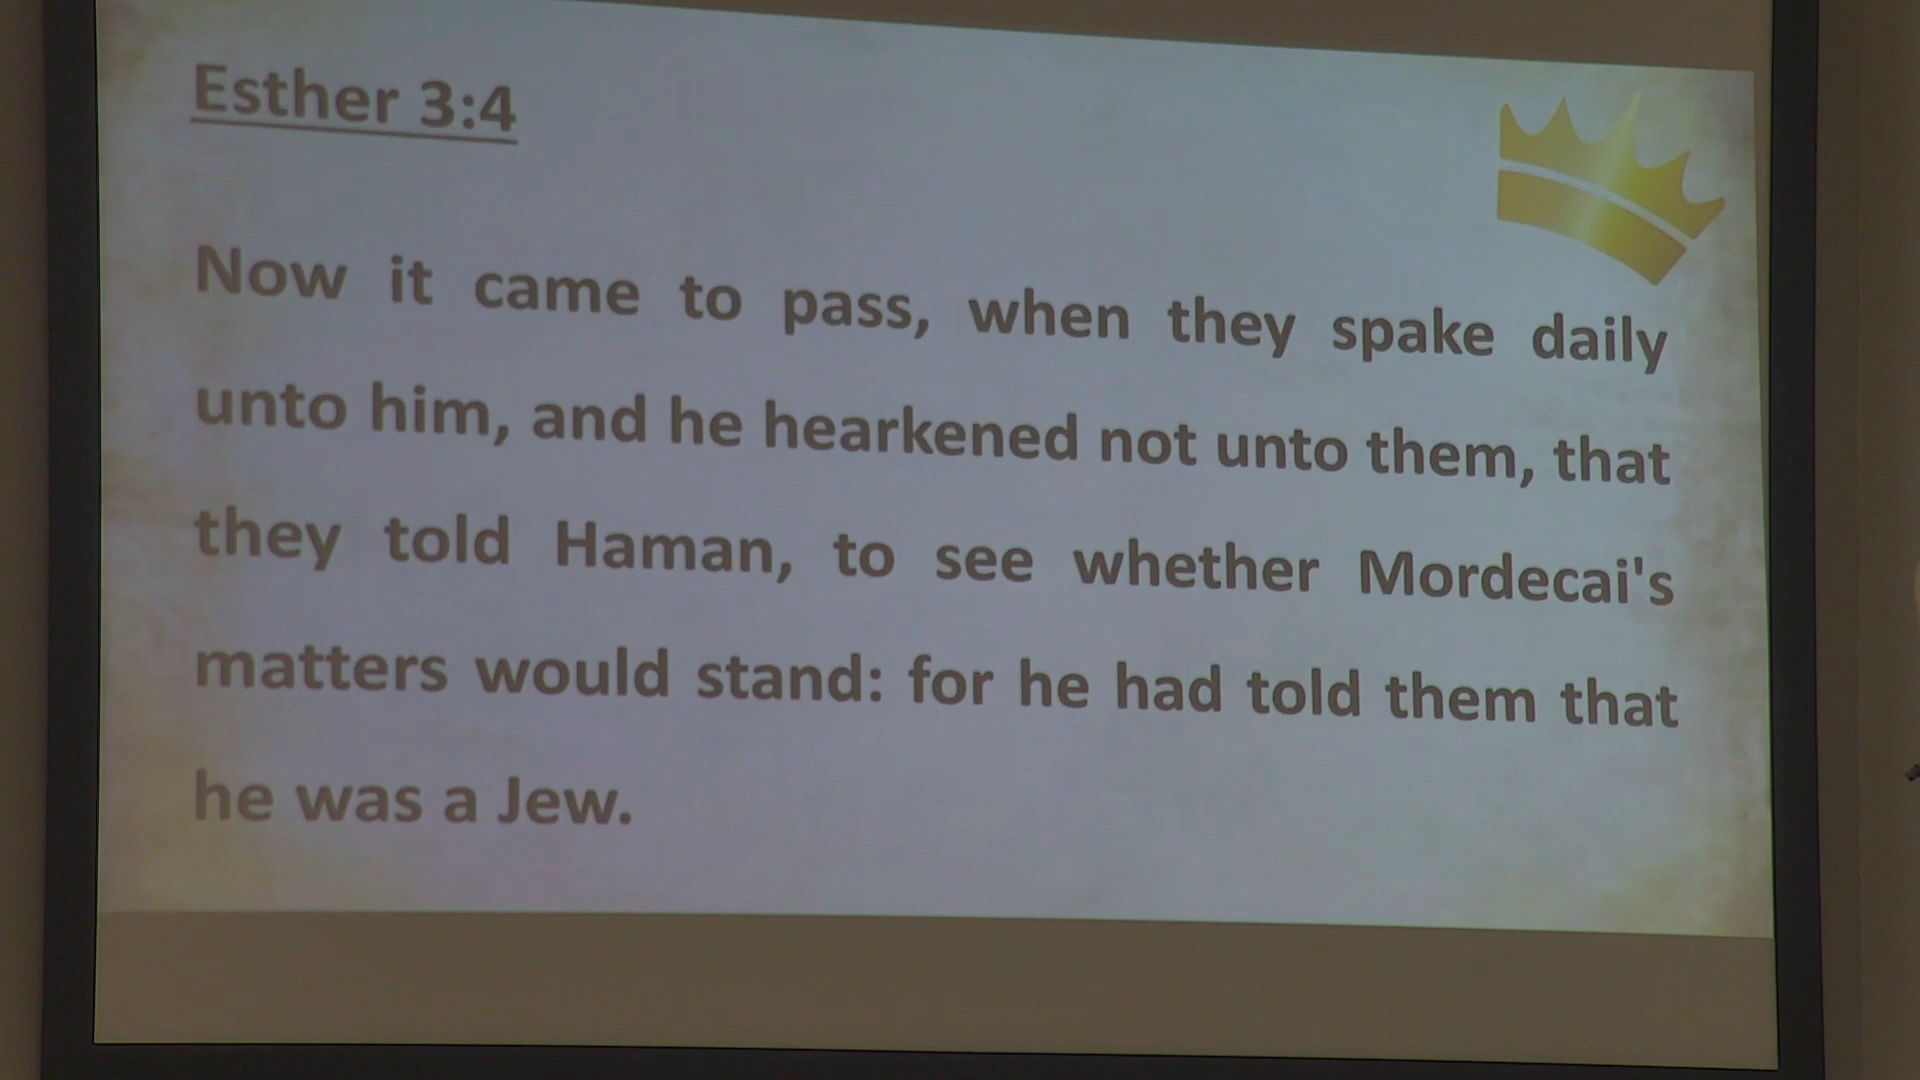 Esther 3:4
Now it came to pass, when they spake daily
unto him, and he hearkened not unto them, that
they told Haman, to see whether Mordecai's
matters would stand: for he had told them that
he was a Jew.